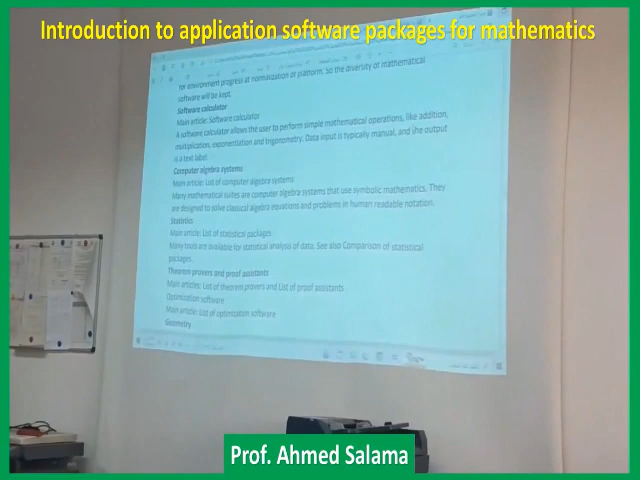 Introduction to application software packages for mathematics
for environment progress at normalization of platform. So the diversity of mathematical
software will be kept.
Software calculator
Main article: Software calculator
A software calculator allows the user to perform simple mathematical operations, like addition,
multiplication, exponentiation and trigonometry. Data input is typically manual, and the output
is a text label.
Computer algebra systems
Main article: List of computer algebra systems
Many mathematical suites are computer algebra systems that use symbolic mathematics. They
are designed to solve classical algebra equations and problems in human readable notation.
Statistics
Main article: List of statistical packages
Many tools are available for statistical analysis of data. See also Comparison of statistical
packages.
Theorem provers and proof assistants
Main articles: List of theorem provers and List of proof assistants
Optimization software
Main article: List of optimization software
Geometry
Prof. Ahmed Salama